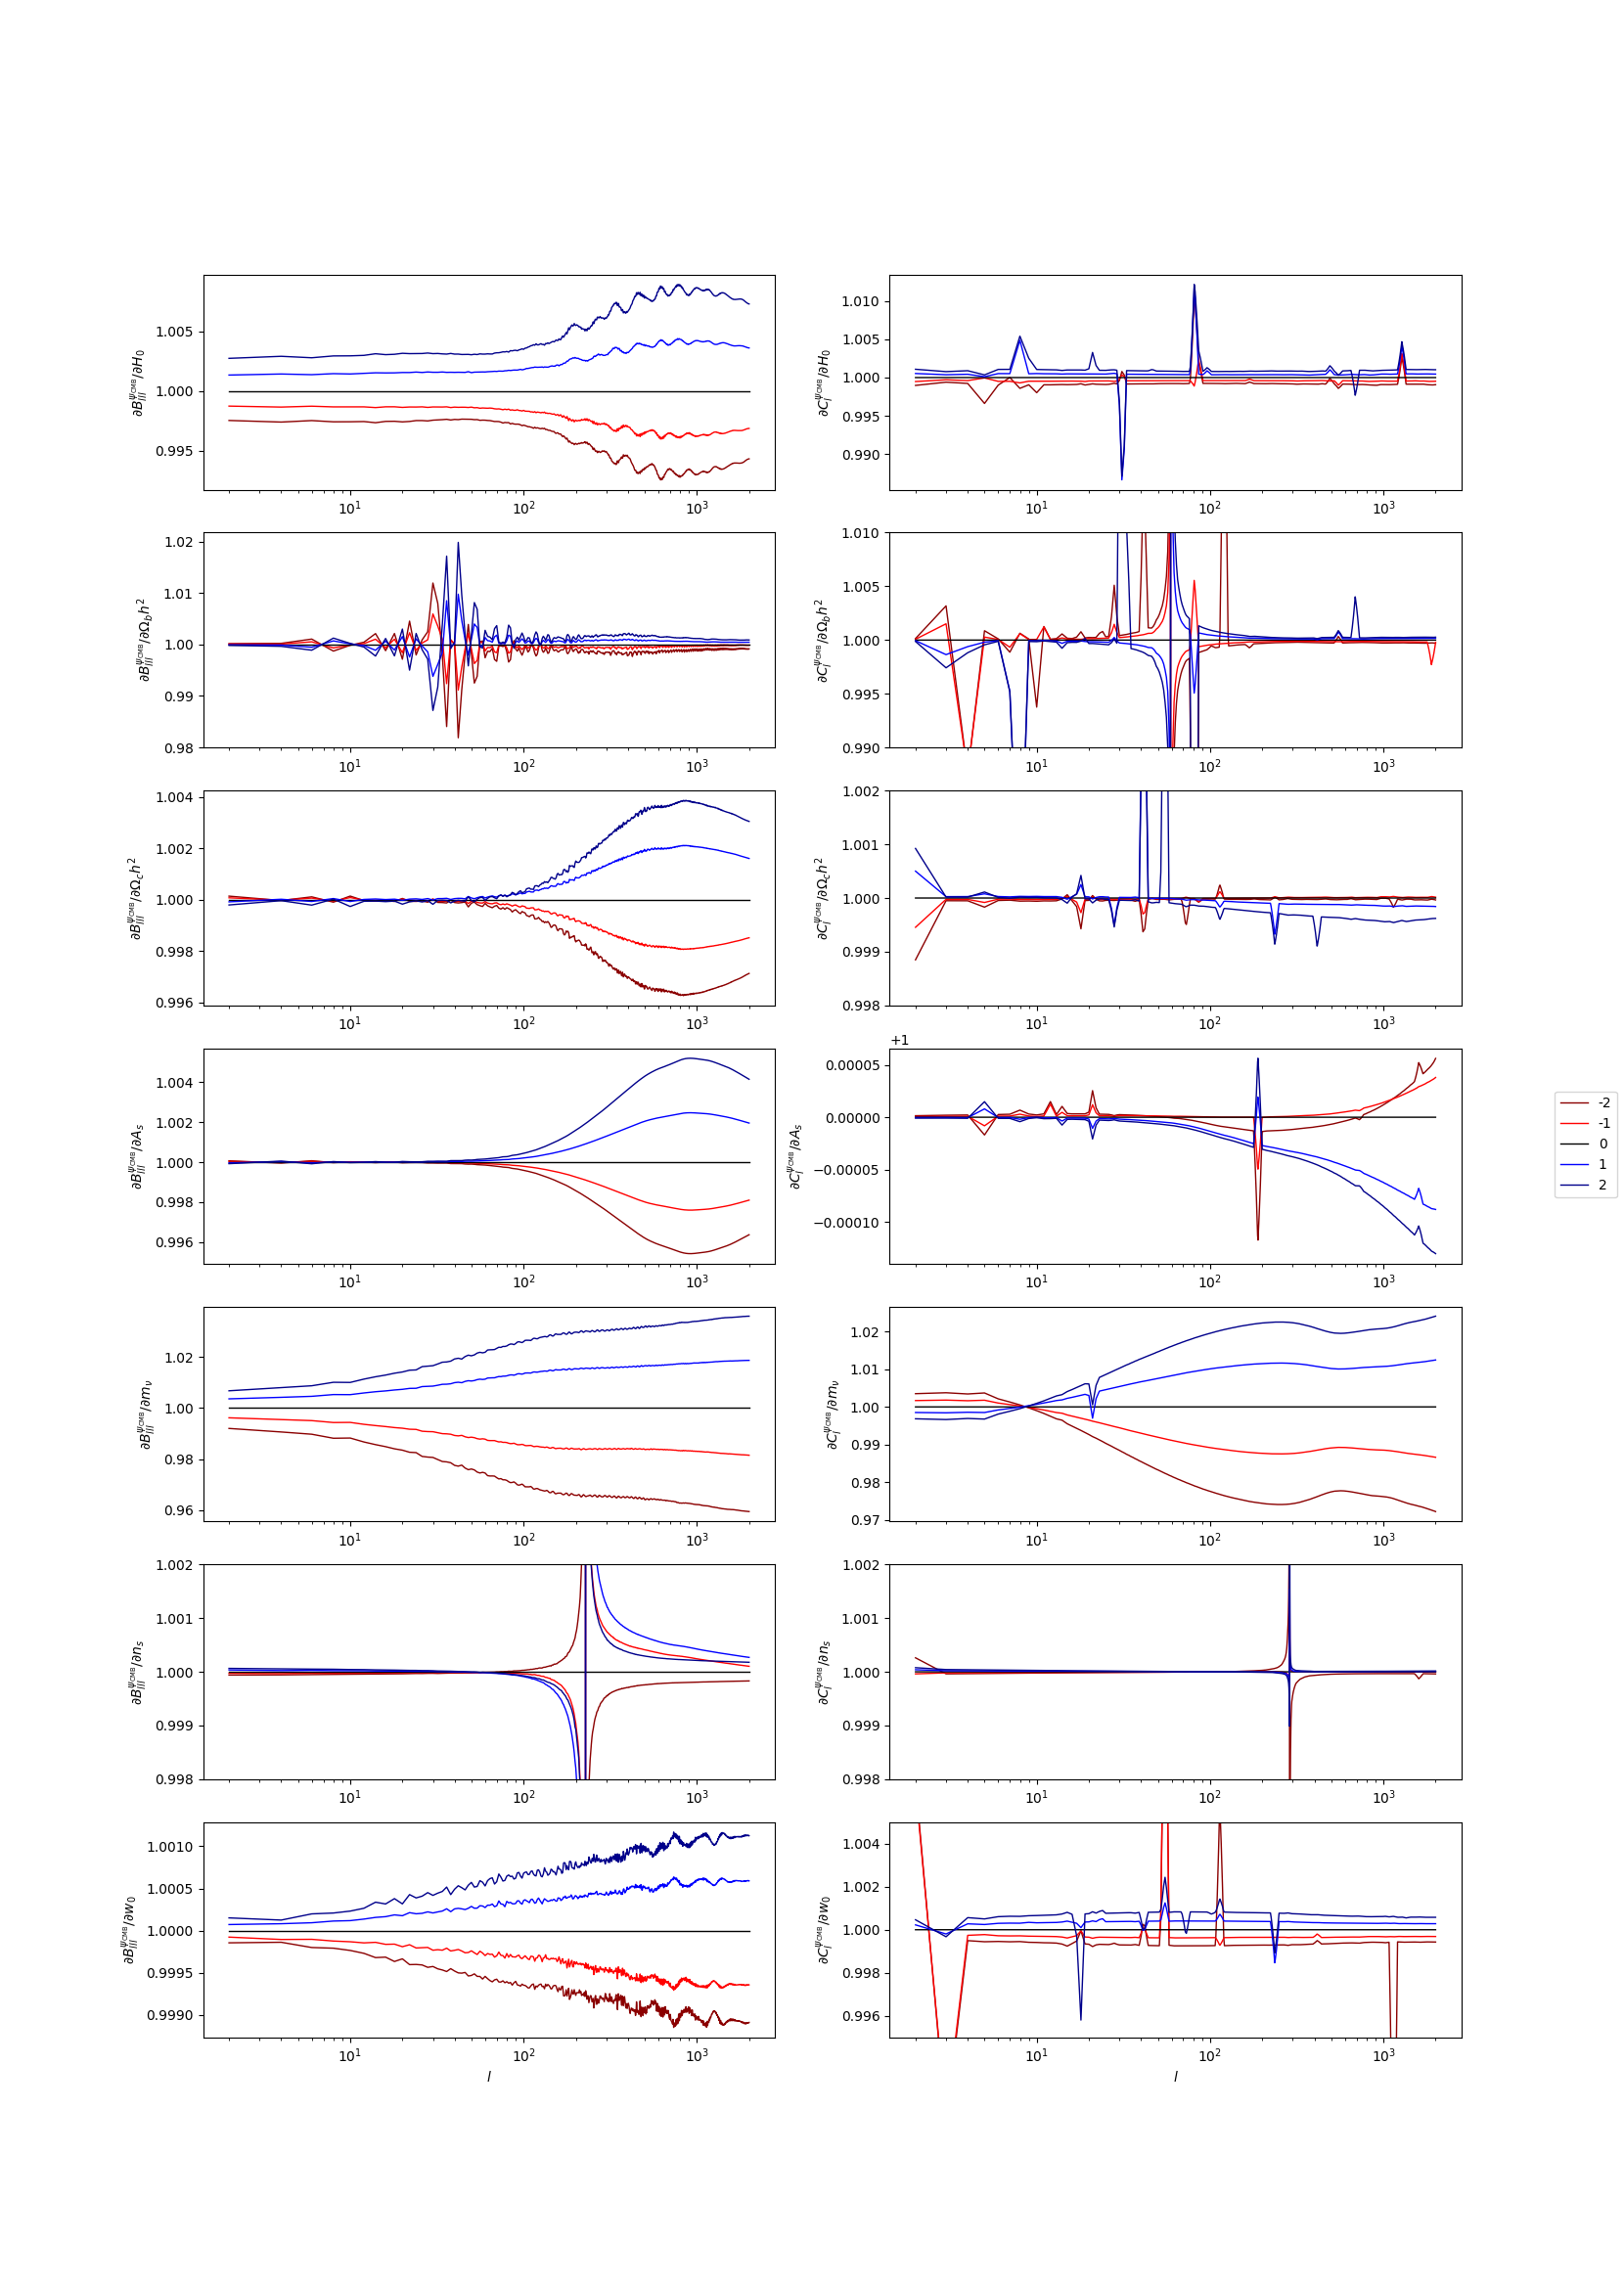 1.005
1.000
0.995
∂B_{lll}^{ψ_{CMB}}/∂H_0
10^1 10^2 10^3
1.010
1.005
1.000
0.995
0.990
∂C_l^{ψ_{CMB}}/∂H_0
10^1 10^2 10^3
1.02
1.01
1.00
0.99
0.98
∂B_{lll}^{ψ_{CMB}}/∂Ω_b h^2
10^1 10^2 10^3
1.010
1.005
1.000
0.995
0.990
∂C_l^{ψ_{CMB}}/∂Ω_b h^2
10^1 10^2 10^3
1.004
1.002
1.000
0.998
0.996
∂B_{lll}^{ψ_{CMB}}/∂Ω_c h^2
10^1 10^2 10^3
1.002
1.001
1.000
0.999
0.998
∂C_l^{ψ_{CMB}}/∂Ω_c h^2
10^1 10^2 10^3
1.004
1.002
1.000
0.998
0.996
∂B_{lll}^{ψ_{CMB}}/∂A_s
10^1 10^2 10^3
+1
0.00005
0.00000
−0.00005
−0.00010
∂C_l^{ψ_{CMB}}/∂A_s
10^1 10^2 10^3
-2
-1
0
1
2
1.02
1.00
0.98
0.96
∂B_{lll}^{ψ_{CMB}}/∂m_ν
10^1 10^2 10^3
1.02
1.01
1.00
0.99
0.98
0.97
∂C_l^{ψ_{CMB}}/∂m_ν
10^1 10^2 10^3
1.002
1.001
1.000
0.999
0.998
∂B_{lll}^{ψ_{CMB}}/∂n_s
10^1 10^2 10^3
1.002
1.001
1.000
0.999
0.998
∂C_l^{ψ_{CMB}}/∂n_s
10^1 10^2 10^3
1.0010
1.0005
1.0000
0.9995
0.9990
∂B_{lll}^{ψ_{CMB}}/∂w_0
10^1 10^2 10^3
l
1.004
1.002
1.000
0.998
0.996
∂C_l^{ψ_{CMB}}/∂w_0
10^1 10^2 10^3
l